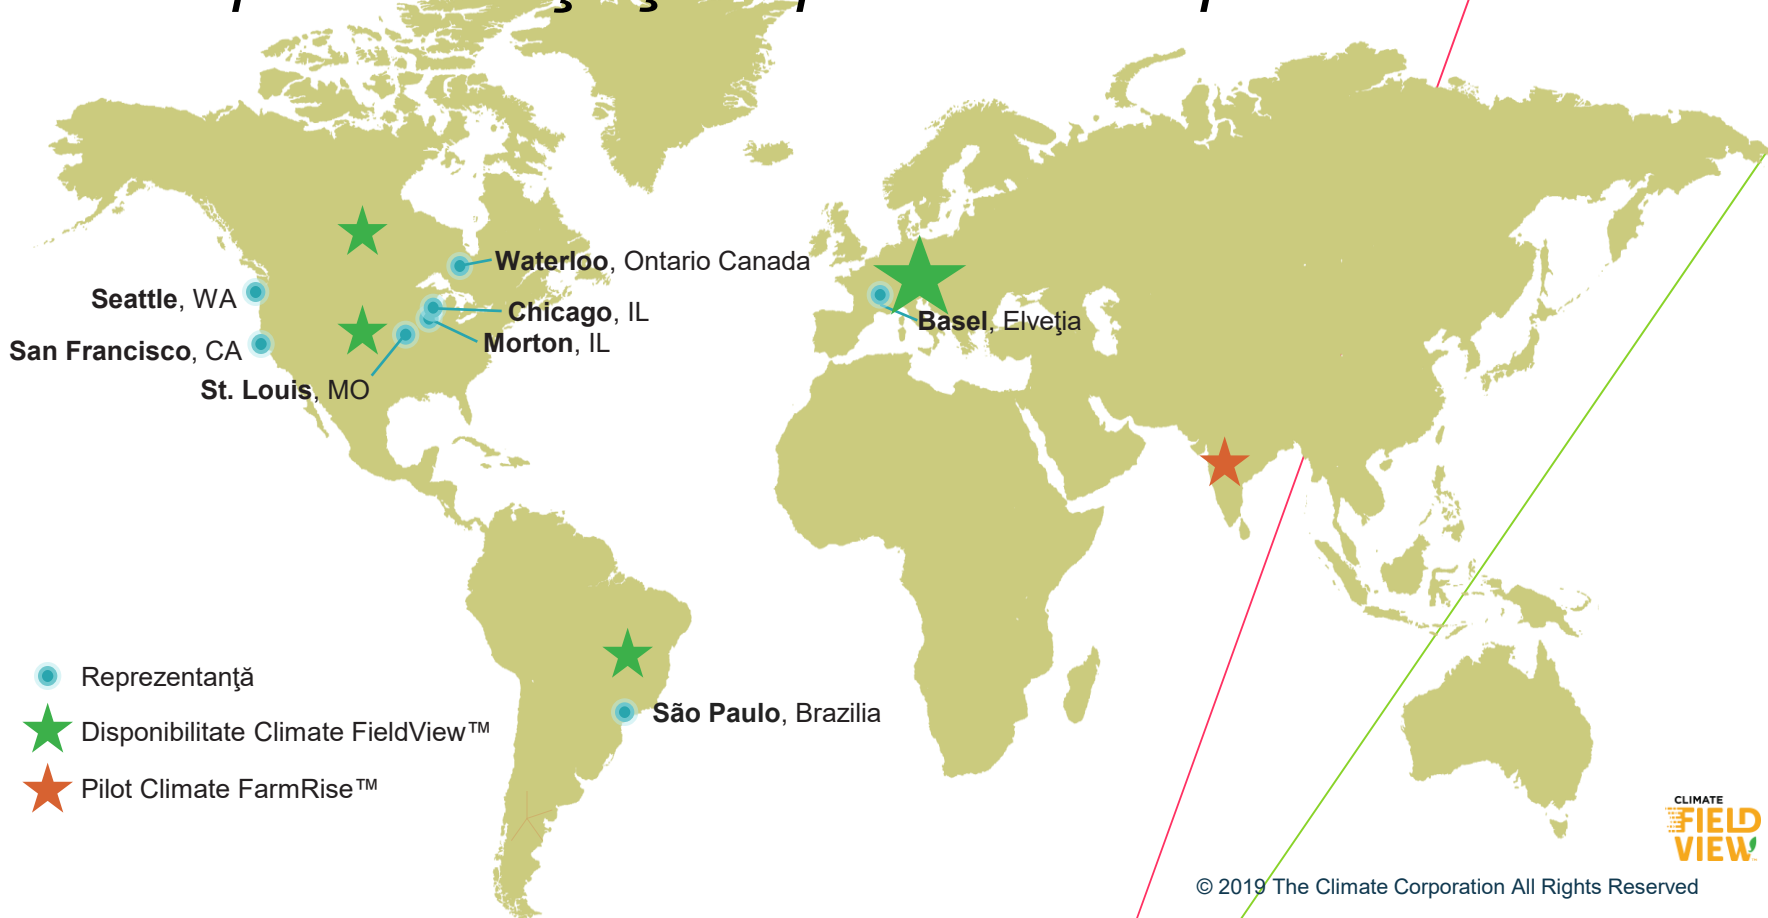 Waterloo, Ontario Canada
Seattle, WA
Chicago, IL
Basel, Elveţia
Morton, IL
San Francisco, CA
St. Louis, MO
Reprezentanţă
São Paulo, Brazilia
Disponibilitate Climate FieldView™
Pilot Climate FarmRise™
CLIMATE
FIELD
VIEW™
© 2019 The Climate Corporation All Rights Reserved